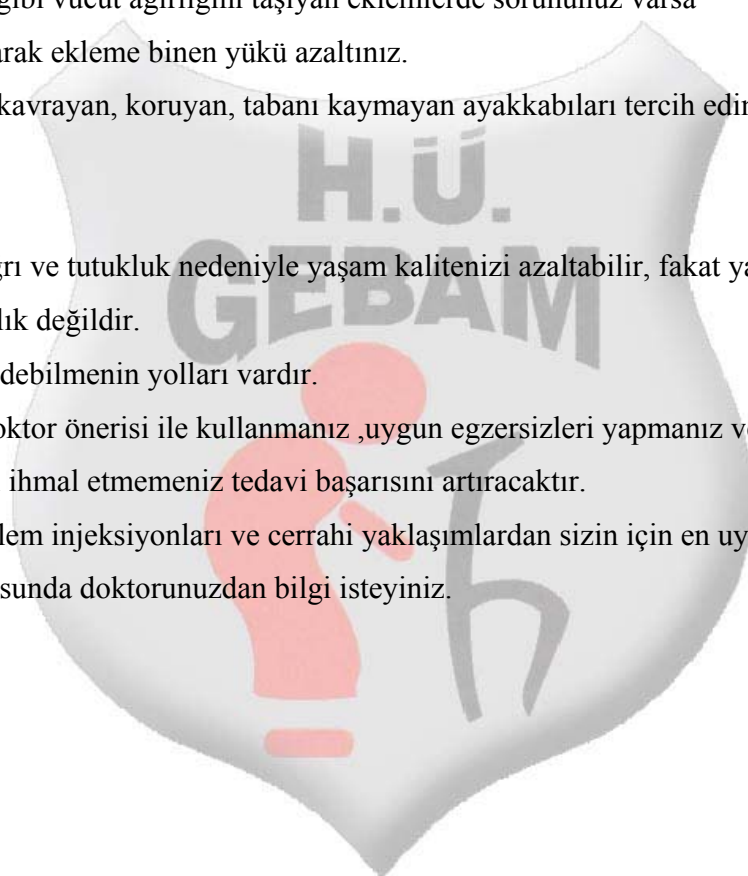 gibi vücut ağırlığını taşıyan eklemlerde sorununuz varsa
arak ekleme binen yükü azaltınız.
kavrayan, koruyan, tabanı kaymayan ayakkabıları tercih edin
H.Ü.
GEBAM
ğrı ve tutukluk nedeniyle yaşam kalitenizi azaltabilir, fakat ya
lık değildir.
debilmenin yolları vardır.
oktor önerisi ile kullanmanız ,uygun egzersizleri yapmanız ve
ihmal etmemeniz tedavi başarısını artıracaktır.
lem injeksiyonları ve cerrahi yaklaşımlardan sizin için en uy
sunda doktorunuzdan bilgi isteyiniz.